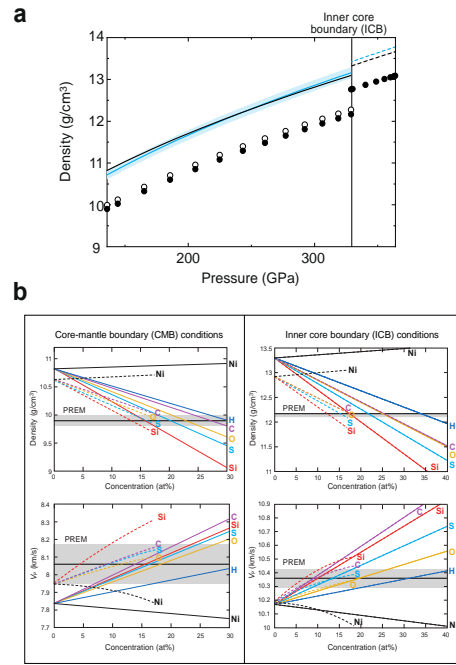 a
Inner core
boundary (ICB)
14
13
12
11
10
9
Density (g/cm³)
200
300
Pressure (GPa)
b
Core-mantle boundary (CMB) conditions
Inner core boundary (ICB) conditions
11
10.5
10
9.5
9
Density (g/cm³)
Ni
Ni
PREM
C
S
Si
H
C
O
S
Si
0 5 10 15 20 25 30
Concentration (at%)
13.5
13
12.5
12
11.5
11
Density (g/cm³)
Ni
Ni
PREM
C
O
S
Si
H
C
O
S
Si
0 5 10 15 20 25 30 35 40
Concentration (at%)
8.4
8.3
8.2
8.1
8
7.9
7.8
7.7
Vₚ (km/s)
Si
PREM
C
S
Ni
C
Si
S
O
H
Ni
0 5 10 15 20 25 30
Concentration (at%)
10.9
10.8
10.7
10.6
10.5
10.4
10.3
10.2
10.1
10
Vₚ (km/s)
C
Si
S
O
H
N
PREM
Si
C
S
O
Ni
0 5 10 15 20 25 30 35 40
Concentration (at%)